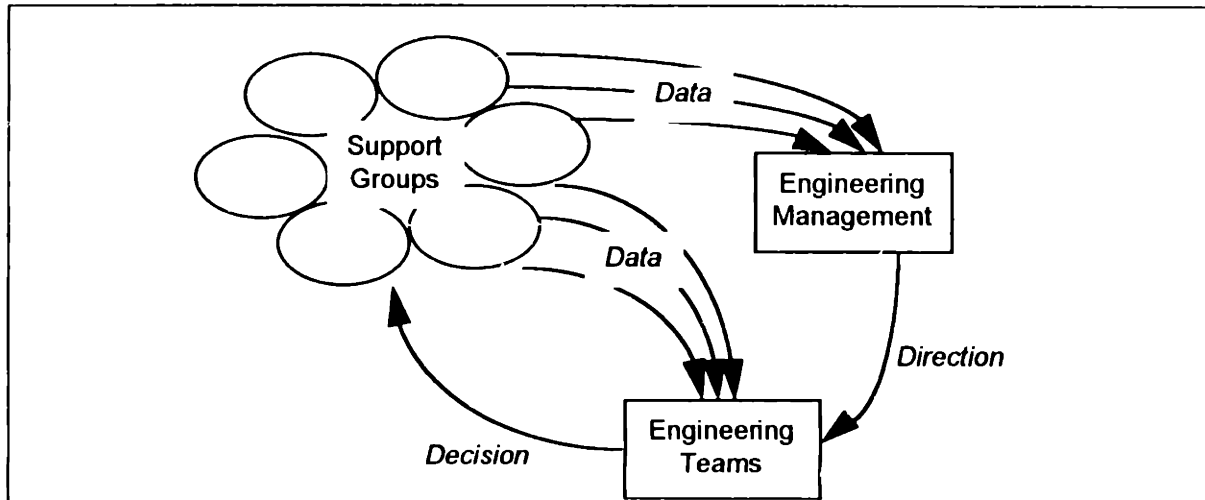 Data
Support
Groups
Engineering
Management
Data
Direction
Engineering
Teams
Decision